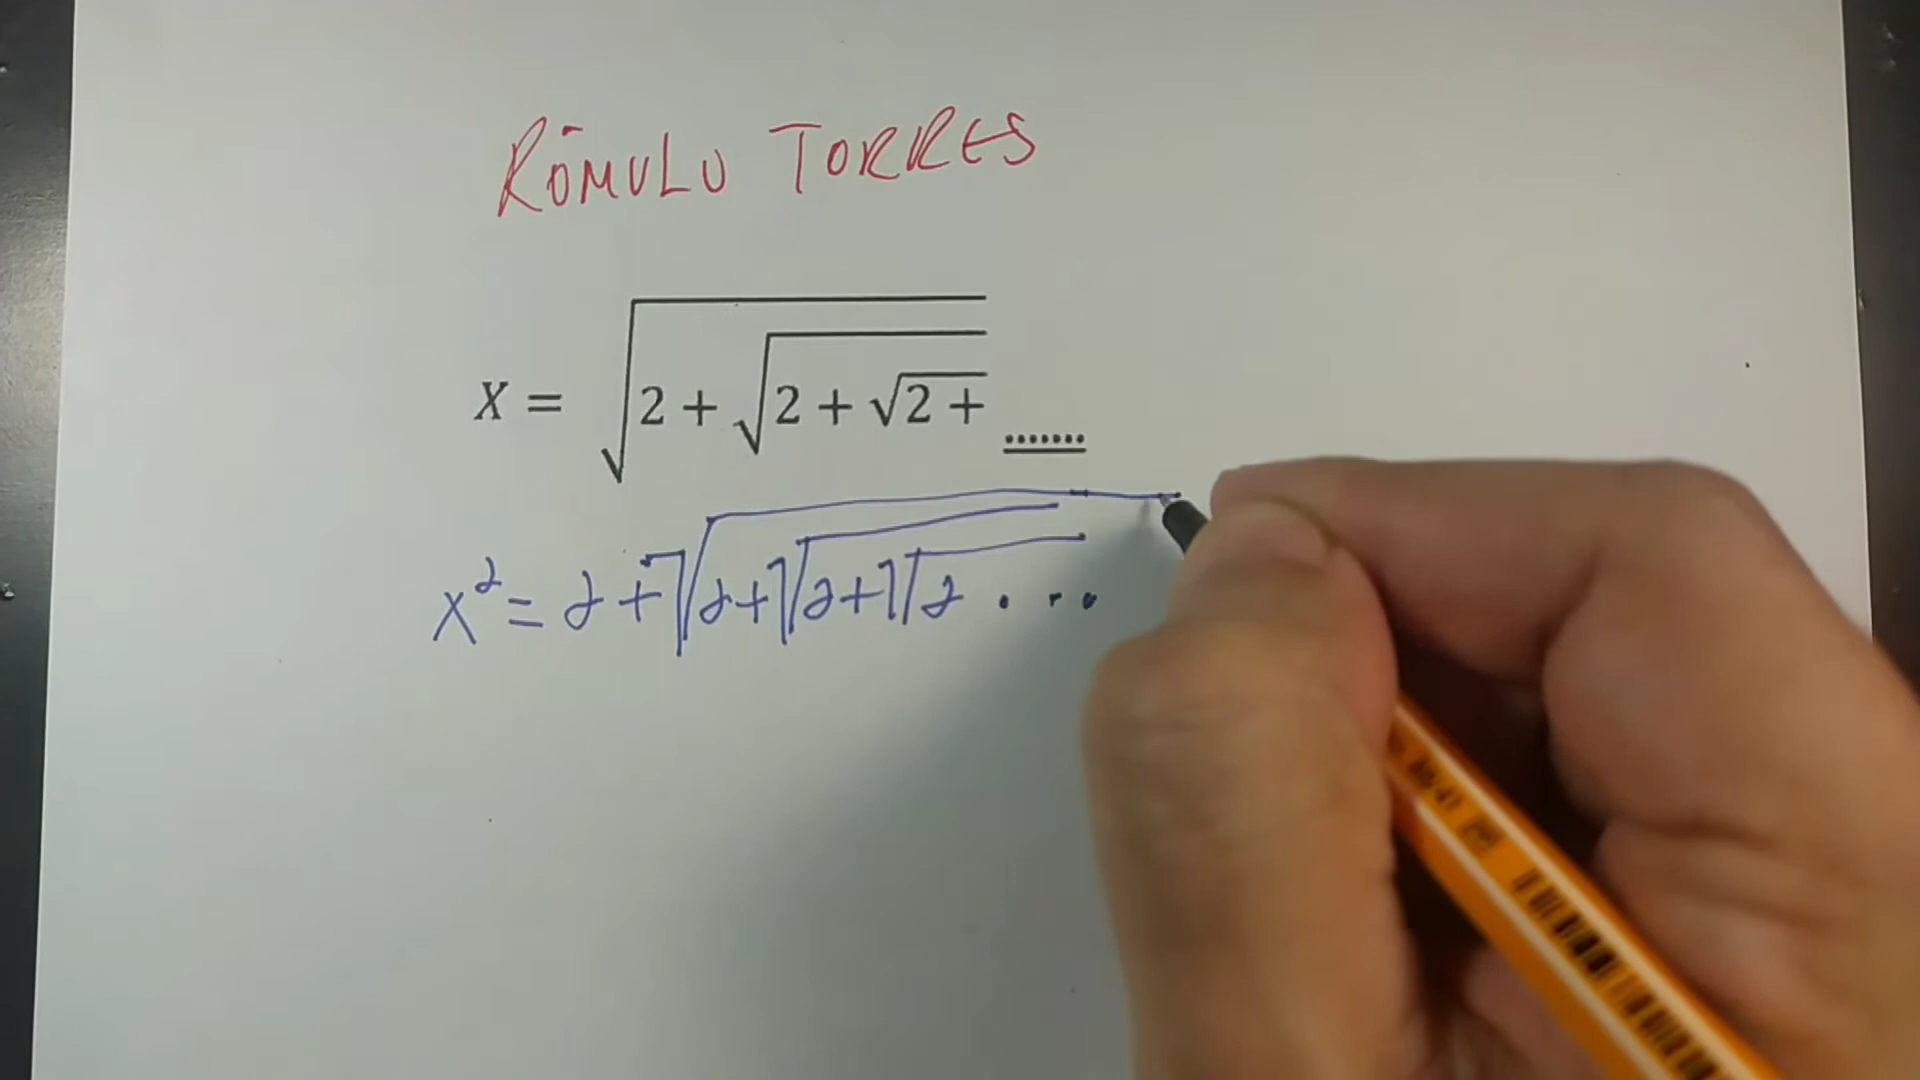 RÔMULO TORRES
X = √2 + √2 + √2 + .......
x² = 2 + √2 + √2 + √2 ...